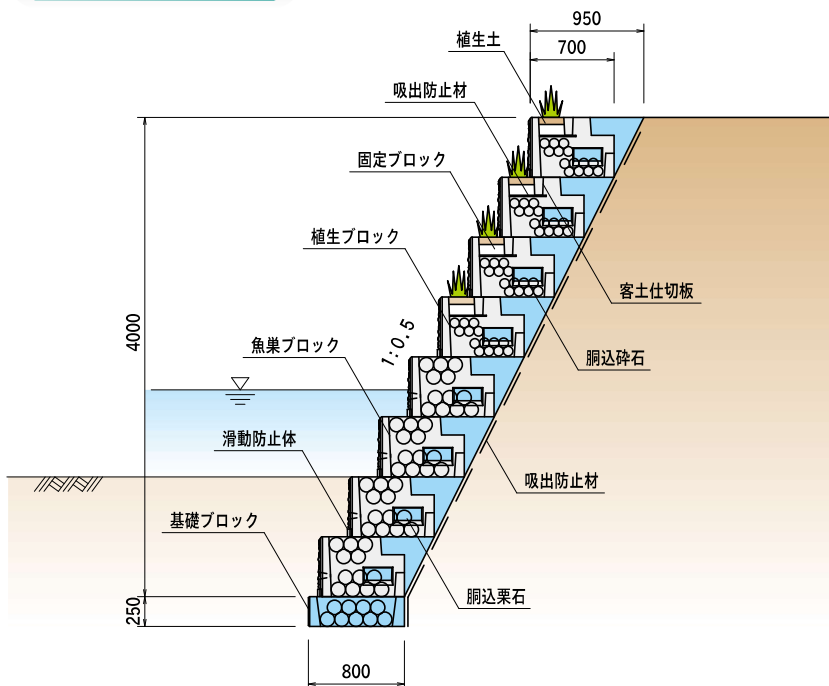 950
700
植生土
吸出防止材
固定ブロック
植生ブロック
客土仕切板
4000
1:0.5
魚巣ブロック
胴込砕石
滑動防止体
吸出防止材
基礎ブロック
胴込栗石
250
800